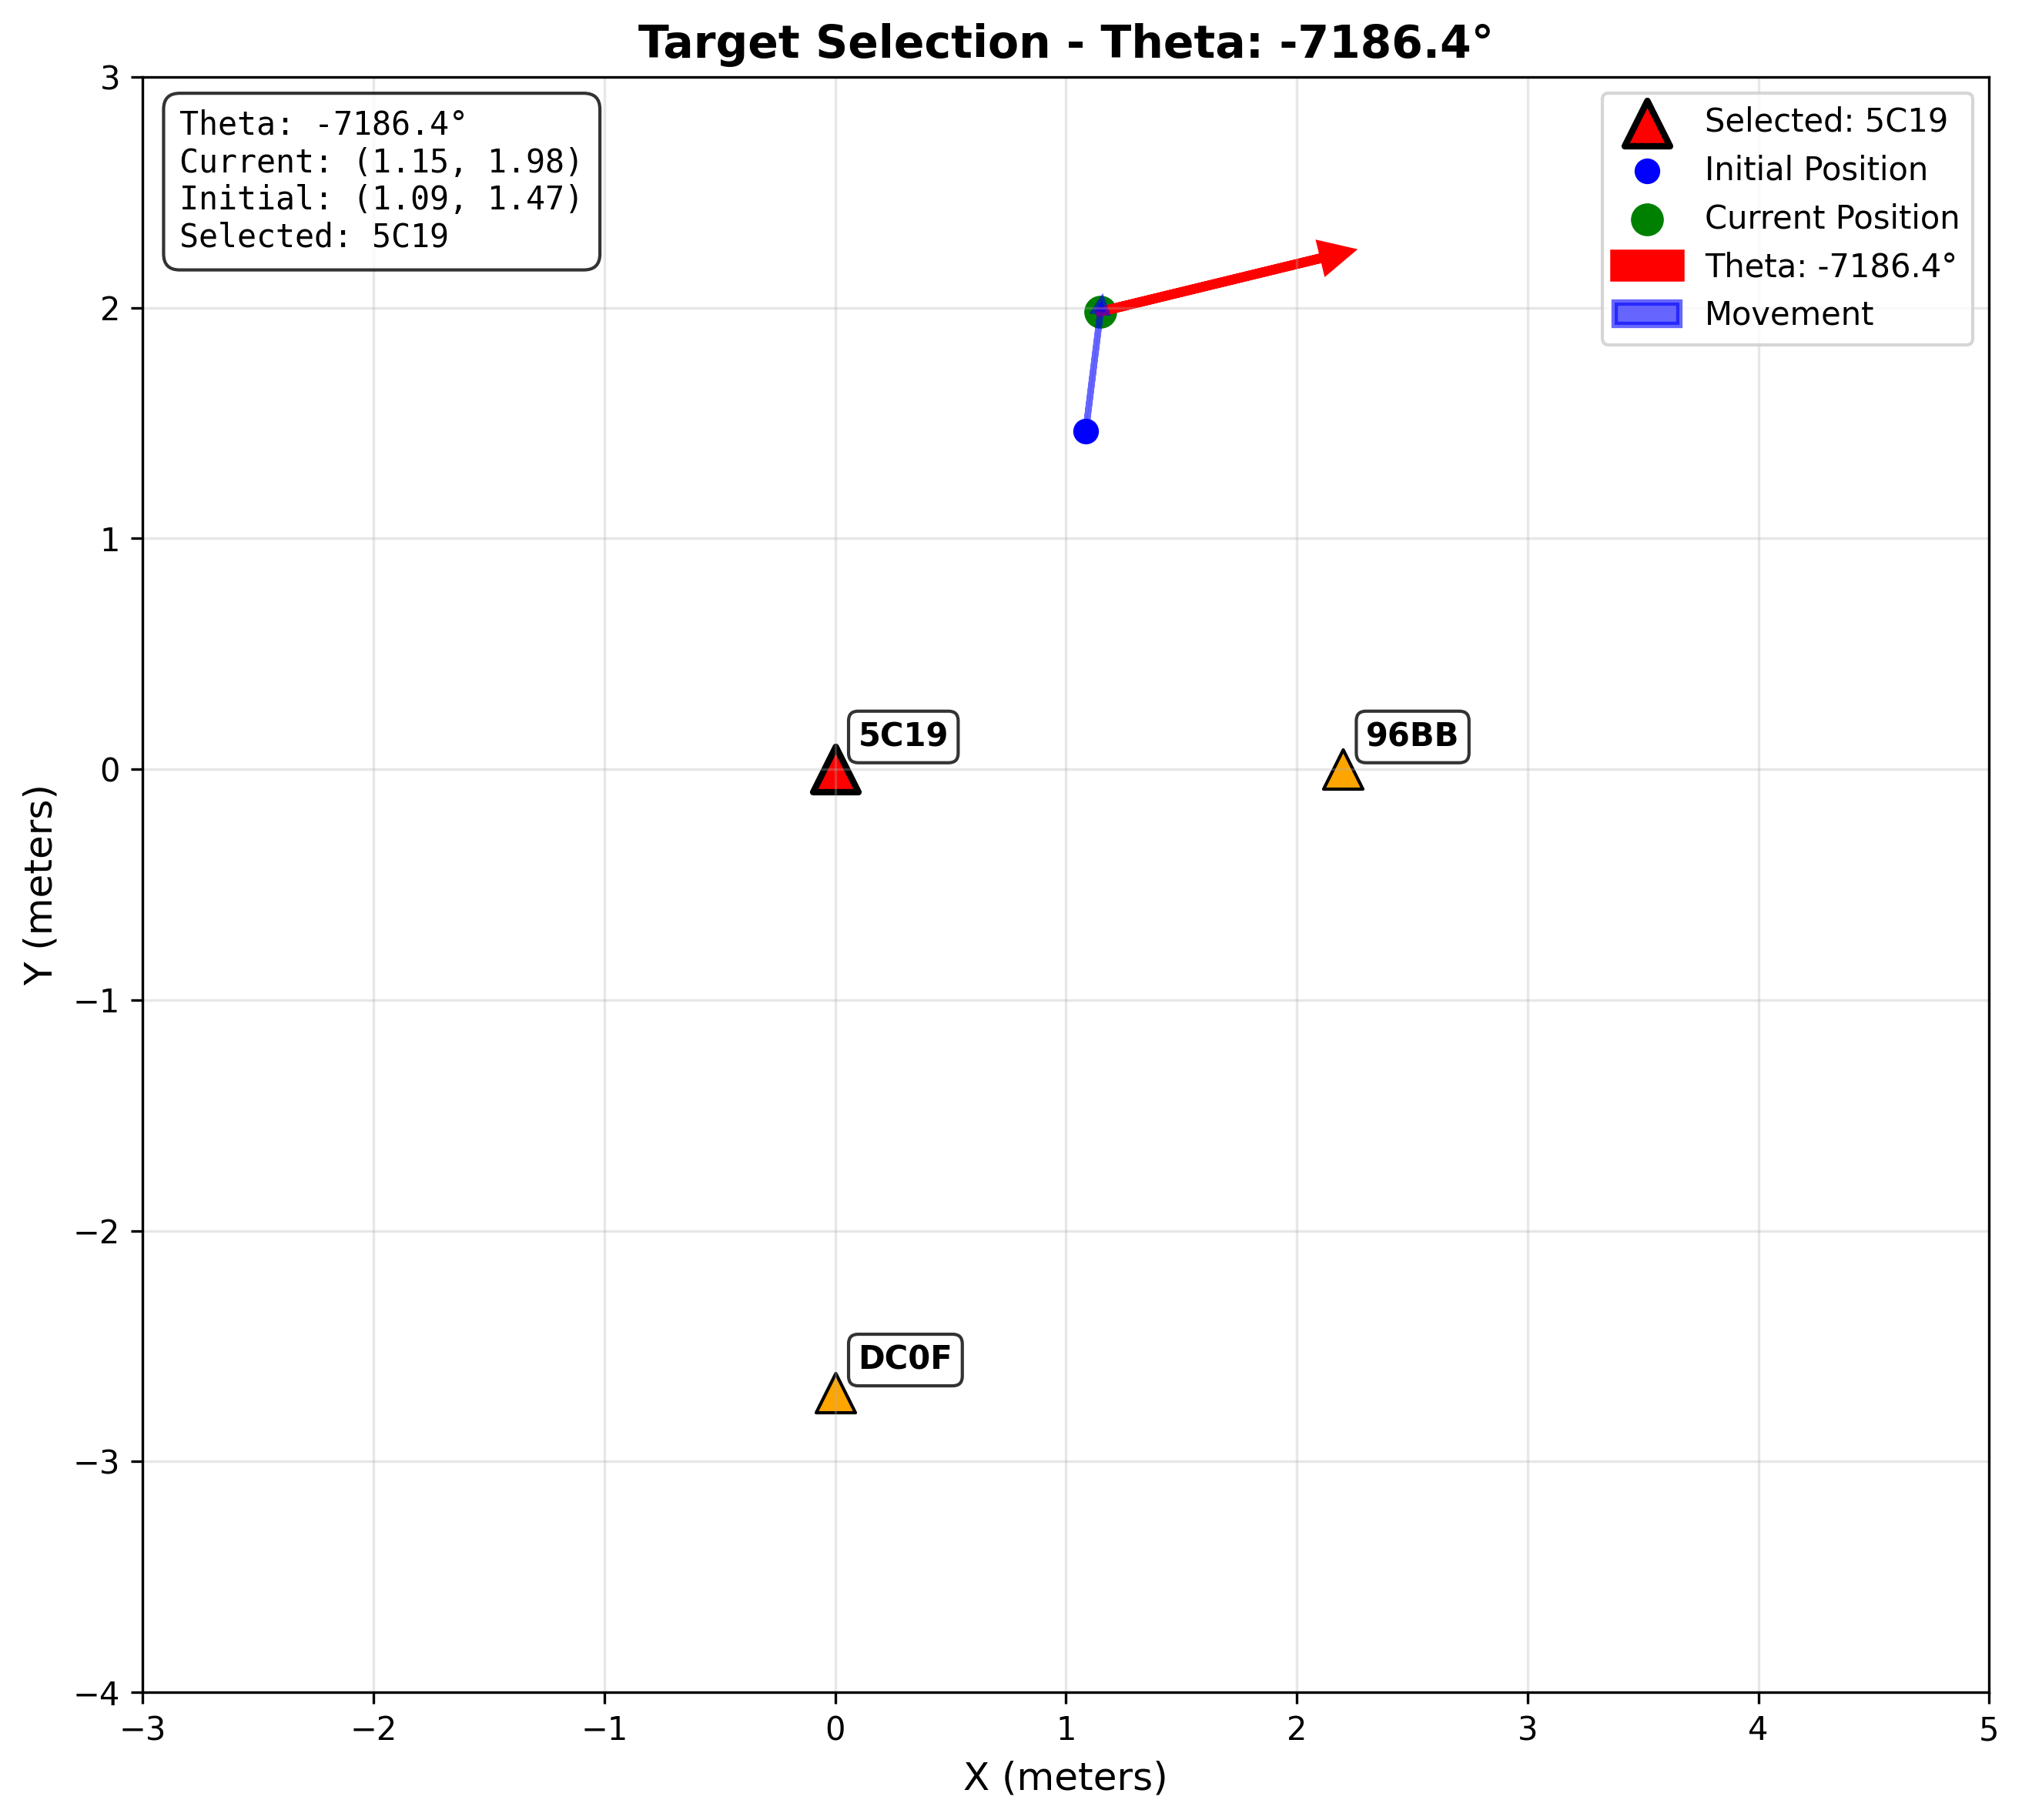 Target Selection - Theta: -7186.4°
Theta: -7186.4°
Current: (1.15, 1.98)
Initial: (1.09, 1.47)
Selected: 5C19
Selected: 5C19
Initial Position
Current Position
Theta: -7186.4°
Movement
3
2
1
0
−1
−2
−3
−4
Y (meters)
5C19
96BB
DC0F
−3
−2
−1
0
1
2
3
4
5
X (meters)